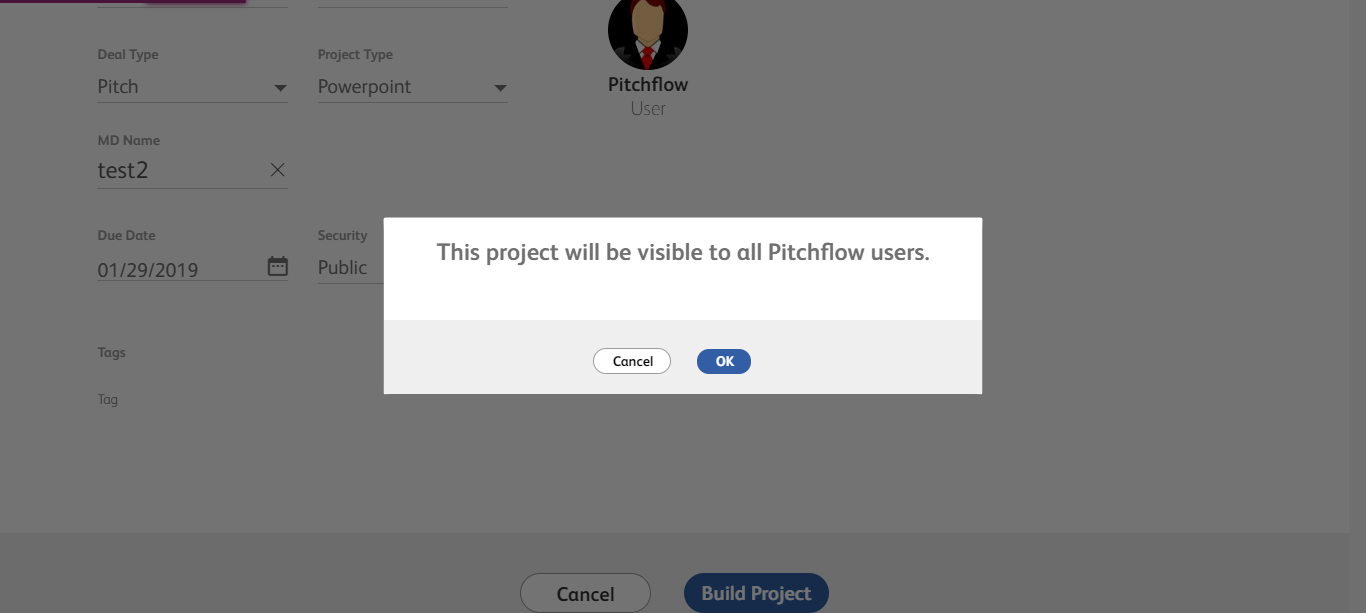 Deal Type
Project Type
Pitch
Powerpoint
Pitchflow
User
MD Name
test2
Due Date
Security
01/29/2019
Public
This project will be visible to all Pitchflow users.
Cancel
OK
Tags
Tag
Cancel
Build Project